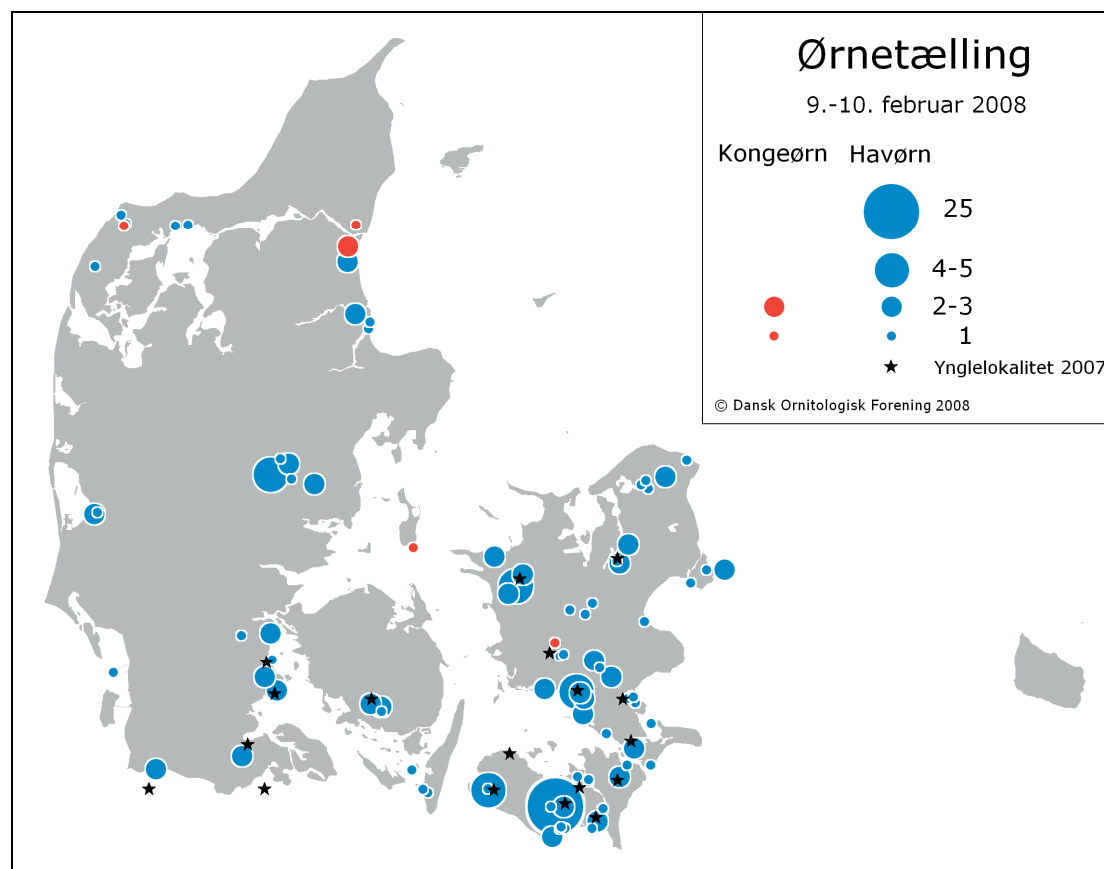 Ørnetælling
9.-10. februar 2008
Kongeørn Havørn
25
4-5
2-3
1
Ynglelokalitet 2007
© Dansk Ornitologisk Forening 2008